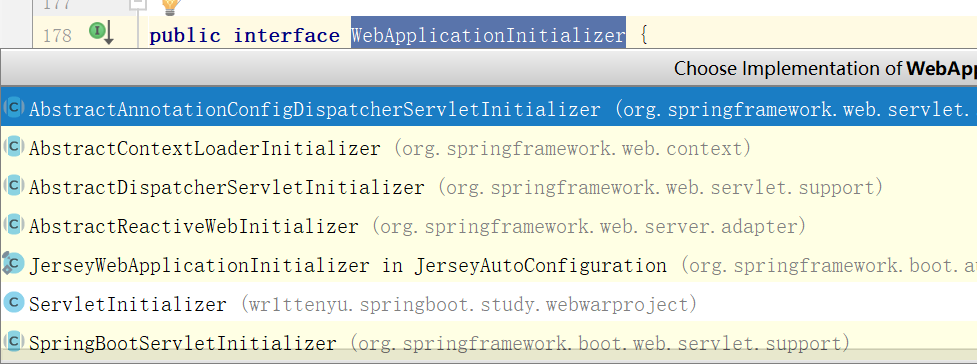 177
178 public interface WebApplicationInitializer {
Choose Implementation of WebApp
AbstractAnnotationConfigDispatcherServletInitializer (org.springframework.web.servlet.
AbstractContextLoaderInitializer (org.springframework.web.context)
AbstractDispatcherServletInitializer (org.springframework.web.servlet.support)
AbstractReactiveWebInitializer (org.springframework.web.server.adapter)
JerseyWebApplicationInitializer in JerseyAutoConfiguration (org.springframework.boot.au
ServletInitializer (wr1ttenyu.springboot.study.webwarproject)
SpringBootServletInitializer (org.springframework.boot.web.servlet.support)